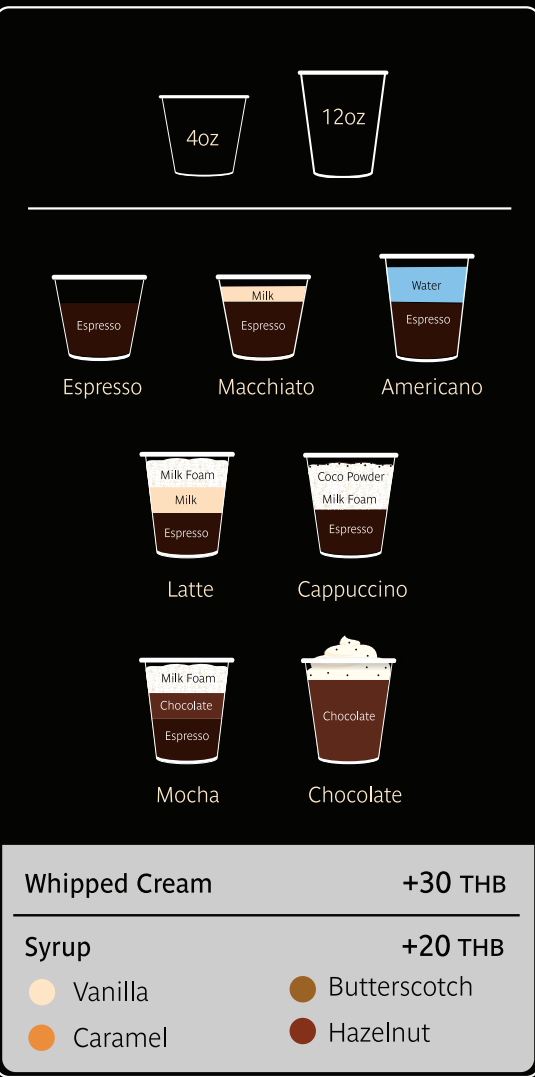 4oz
12oz
Espresso
Milk
Espresso
Water
Espresso
Espresso
Macchiato
Americano
Milk Foam
Milk
Espresso
Coco Powder
Milk Foam
Espresso
Latte
Cappuccino
Milk Foam
Chocolate
Espresso
Chocolate
Mocha
Chocolate
Whipped Cream +30 THB
Syrup +20 THB
Vanilla
Butterscotch
Caramel
Hazelnut